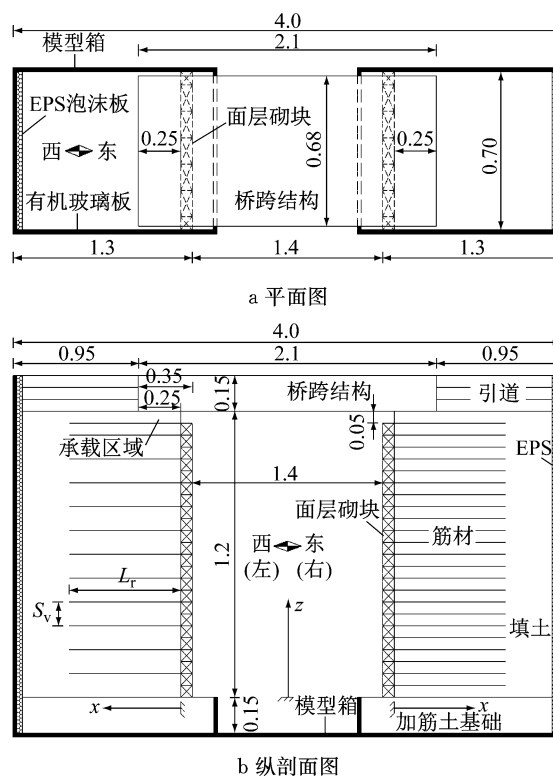 4.0
模型箱
2.1
EPS泡沫板
面层砌块
0.25
0.25
西
东
0.68
0.70
桥跨结构
有机玻璃板
1.3
1.4
1.3
a 平面图
4.0
0.95
2.1
0.95
0.35
0.15
桥跨结构
引道
0.25
0.05
承载区域
EPS
1.4
面层砌块
1.2
西
东
筋材
(左)
(右)
Lr
Sv
z
填土
x
0.15
模型箱
x
加筋土基础
b 纵剖面图